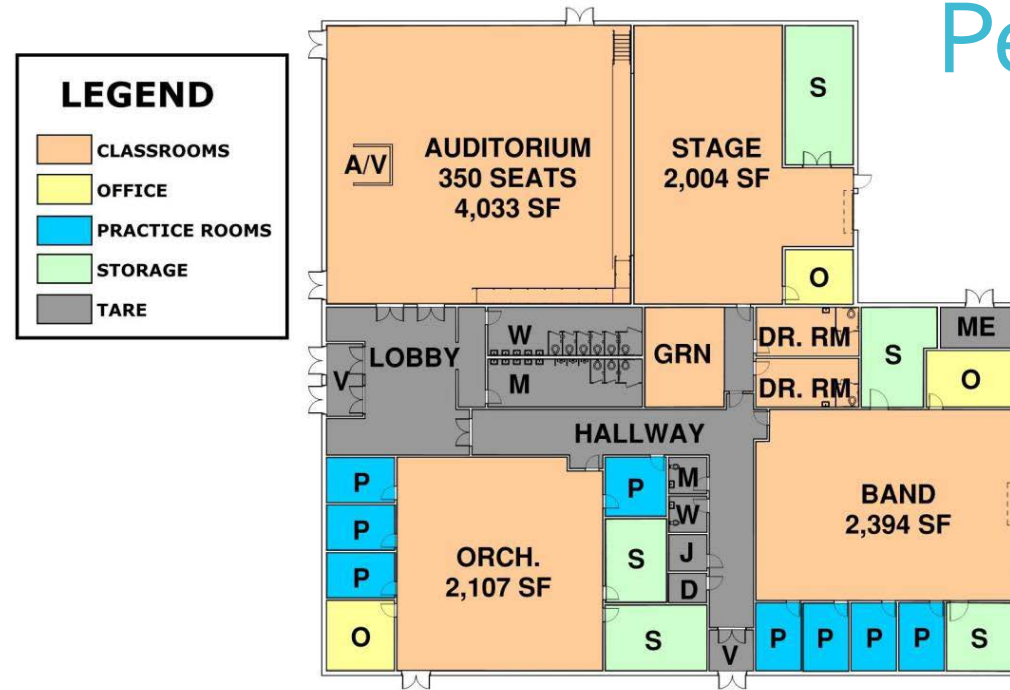 Pe
LEGEND
CLASSROOMS
OFFICE
PRACTICE ROOMS
STORAGE
TARE
A/V
AUDITORIUM
350 SEATS
4,033 SF
STAGE
2,004 SF
S
O
LOBBY
V
W
M
GRN
DR. RM
DR. RM
S
ME
O
HALLWAY
P
P
P
O
ORCH.
2,107 SF
P
S
S
M
W
J
D
V
BAND
2,394 SF
P
P
P
P
S